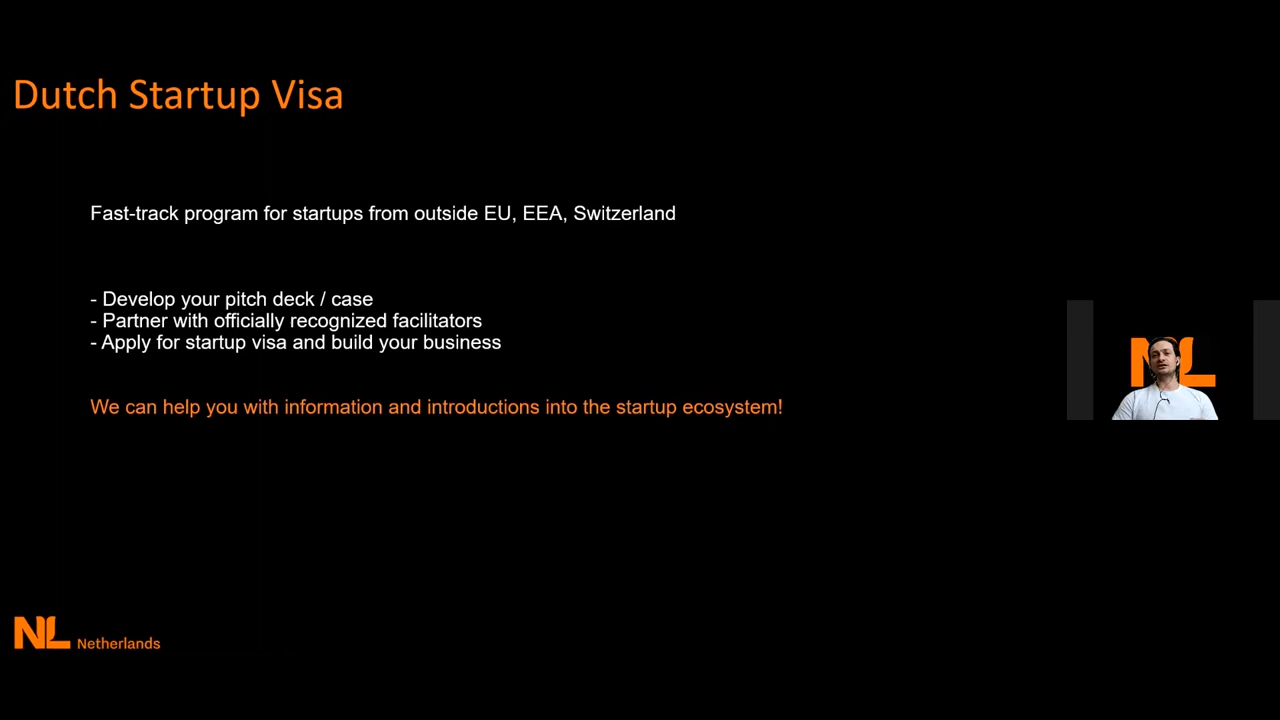 Dutch Startup Visa
Fast-track program for startups from outside EU, EEA, Switzerland
- Develop your pitch deck / case
- Partner with officially recognized facilitators
- Apply for startup visa and build your business
We can help you with information and introductions into the startup ecosystem!
NL
NL Netherlands